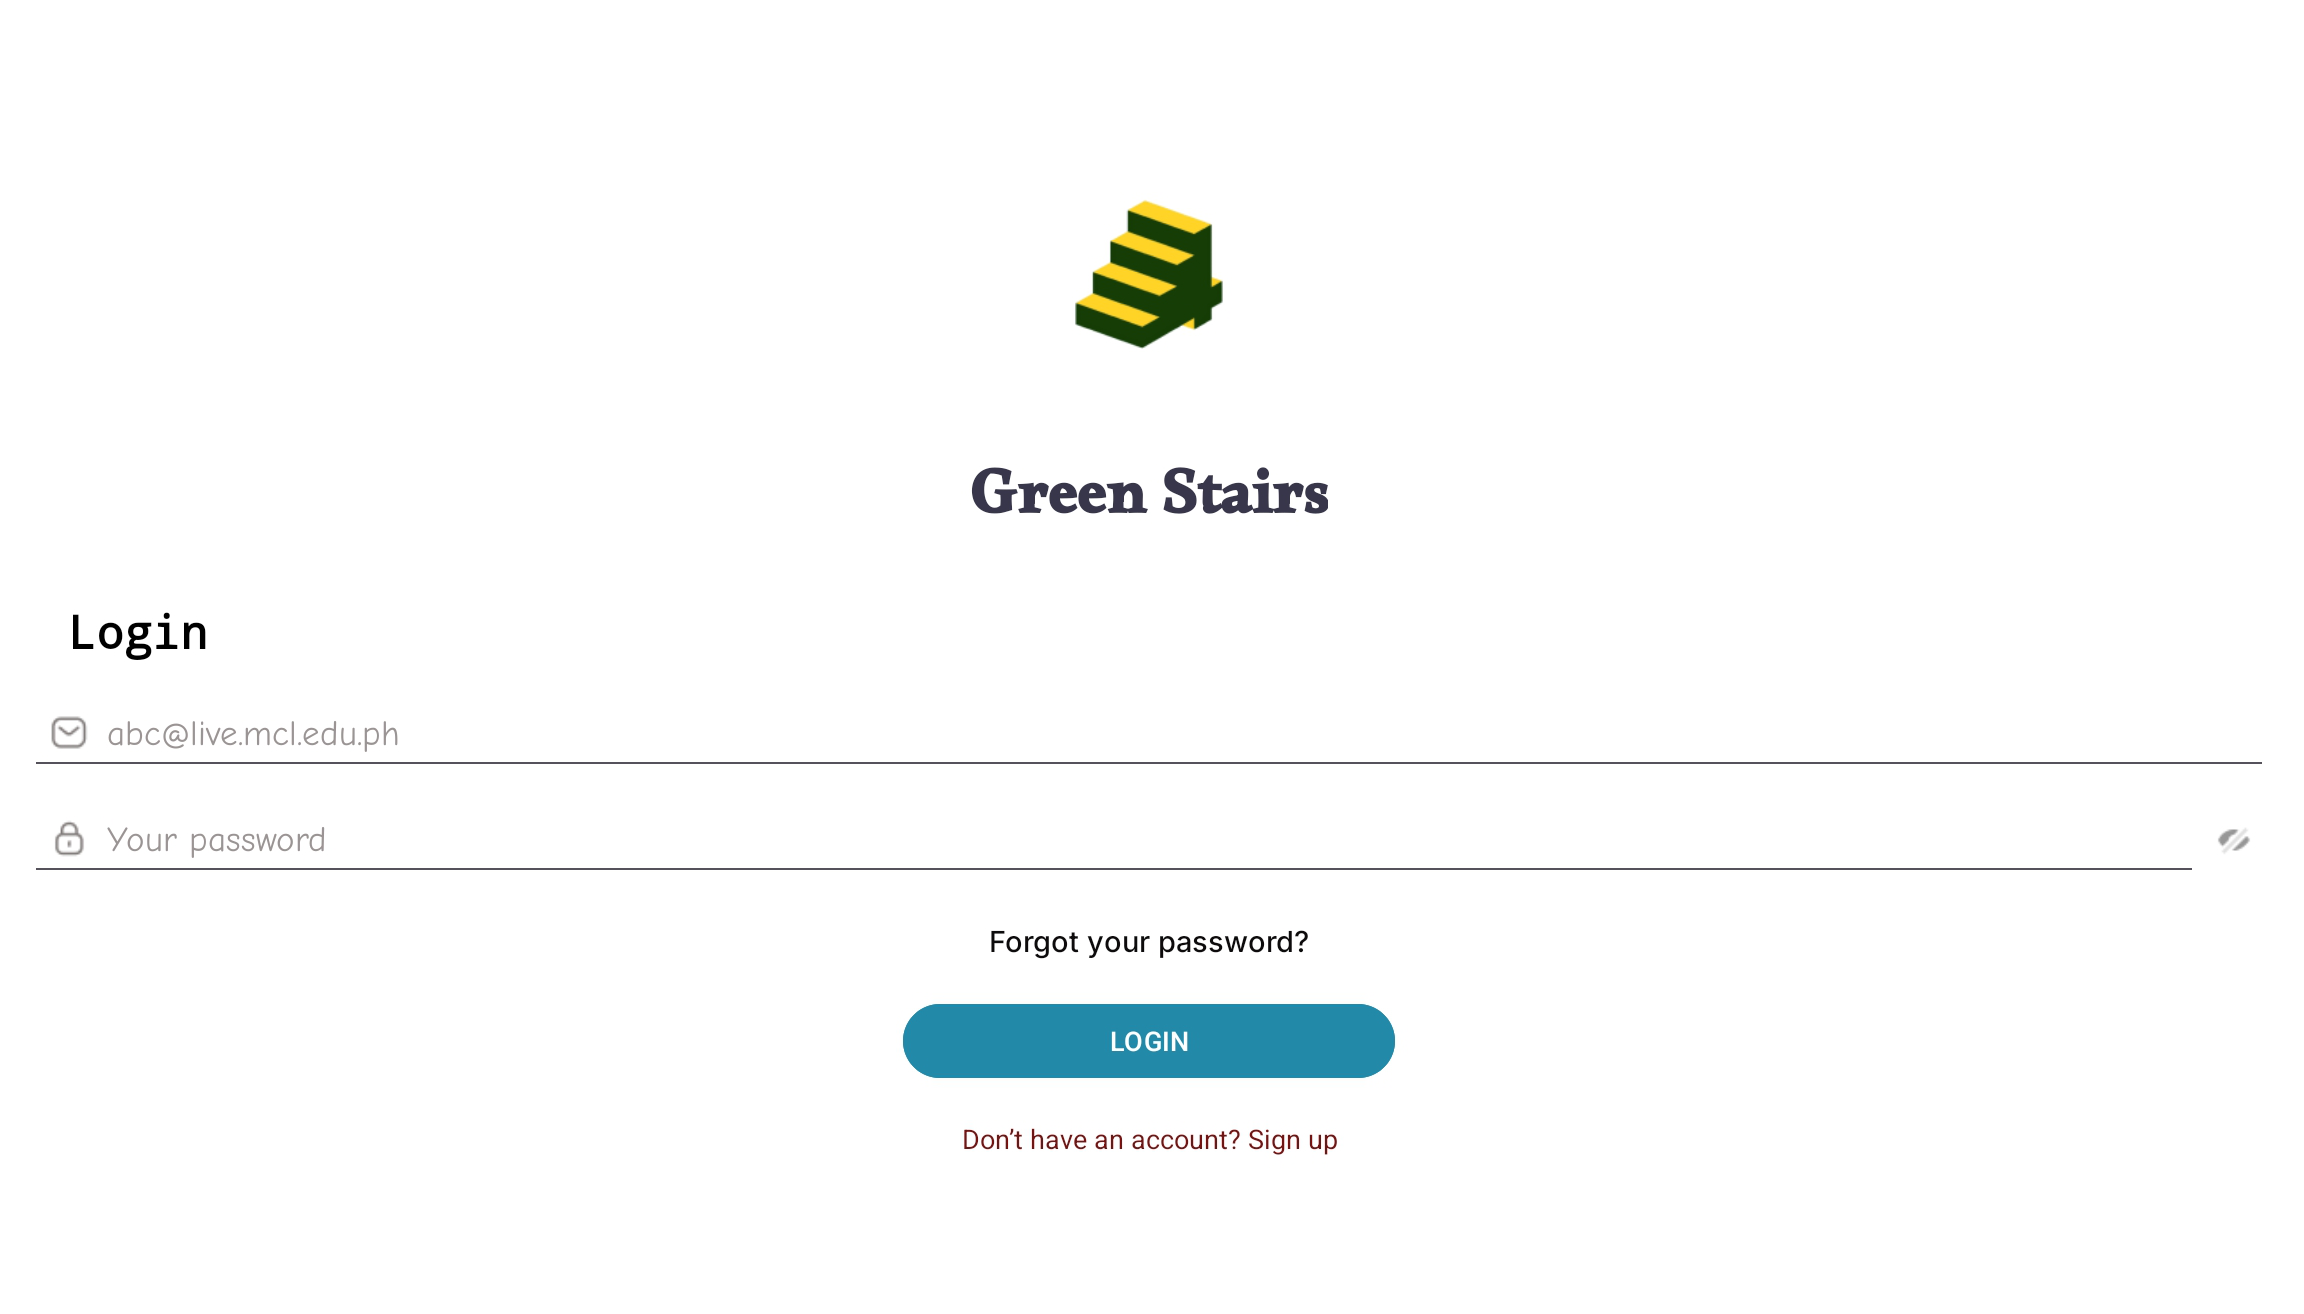 Green Stairs
Login
abc@live.mcl.edu.ph
Your password
Forgot your password?
LOGIN
Don’t have an account? Sign up